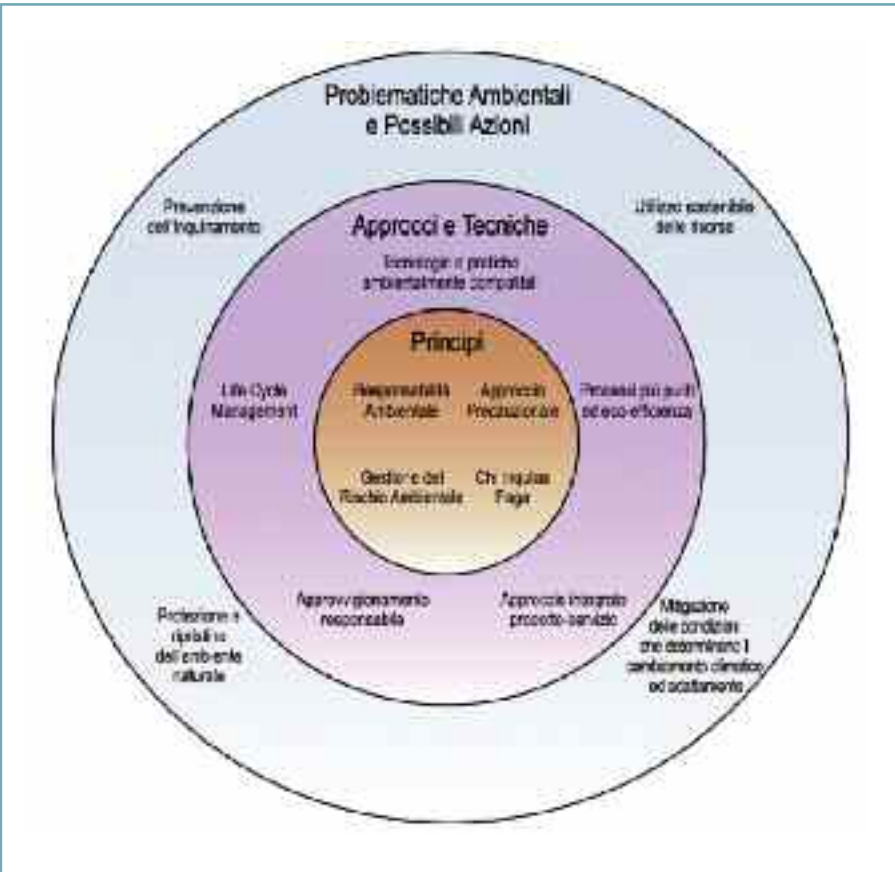 Problematiche Ambientali
e Possibili Azioni
Prevenzione
dell'inquinamento
Utilizzo sostenibile
delle risorse
Approcci e Tecniche
Tecnologie e pratiche
ambientalmente compatibili
Principi
Life Cycle
Management
Responsabilità
Ambientale
Approccio
Precauzionale
Processi più puliti
ed eco-efficienza
Gestione del
Rischio Ambientale
Chi Inquina
Paga
Approvvigionamento
responsabile
Approccio integrato
prodotto-servizio
Protezione e
ripristino
dell'ambiente
naturale
Mitigazione
delle condizioni
che determinano il
cambiamento climatico
ed adattamento